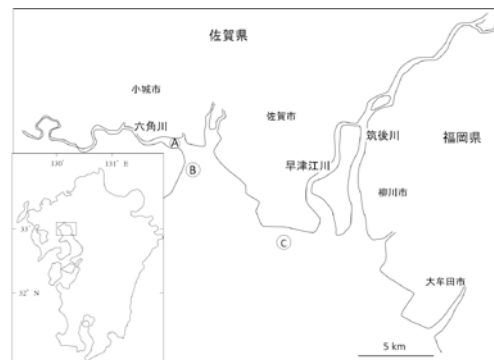 佐賀県
小城市
六角川
佐賀市
筑後川
福岡県
早津江川
柳川市
大牟田市
A
B
C
130°
131° E
33°
32° N
5 km